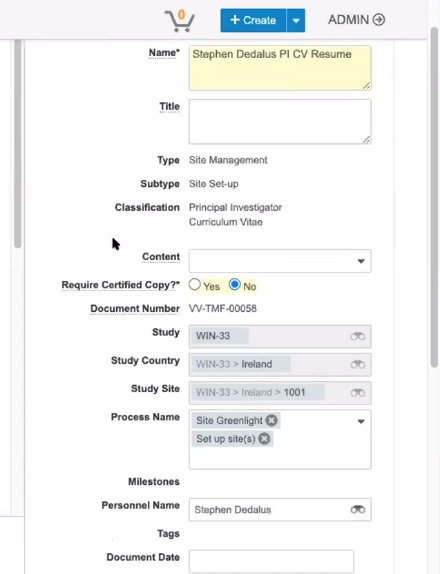 0
+ Create
ADMIN
Name* Stephen Dedalus PI CV Resume
Title
Type Site Management
Subtype Site Set-up
Classification Principal Investigator
Curriculum Vitae
Content
Require Certified Copy?* Yes No
Document Number VV-TMF-00058
Study WIN-33
Study Country WIN-33 > Ireland
Study Site WIN-33 > Ireland > 1001
Process Name Site Greenlight
Set up site(s)
Milestones
Personnel Name Stephen Dedalus
Tags
Document Date